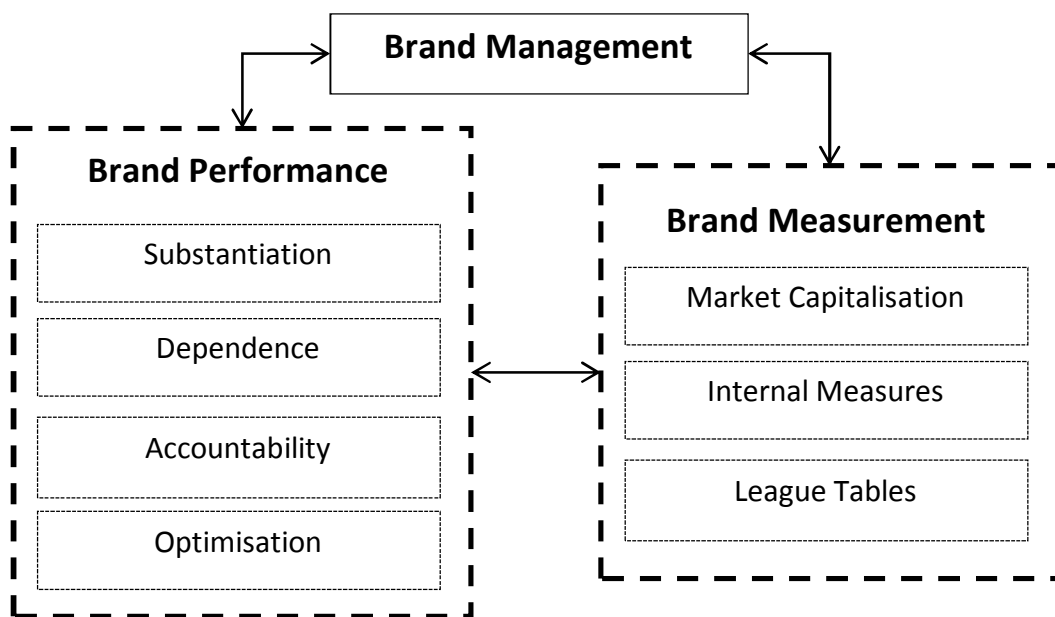 Brand Management
Brand Performance
Substantiation
Dependence
Accountability
Optimisation
Brand Measurement
Market Capitalisation
Internal Measures
League Tables